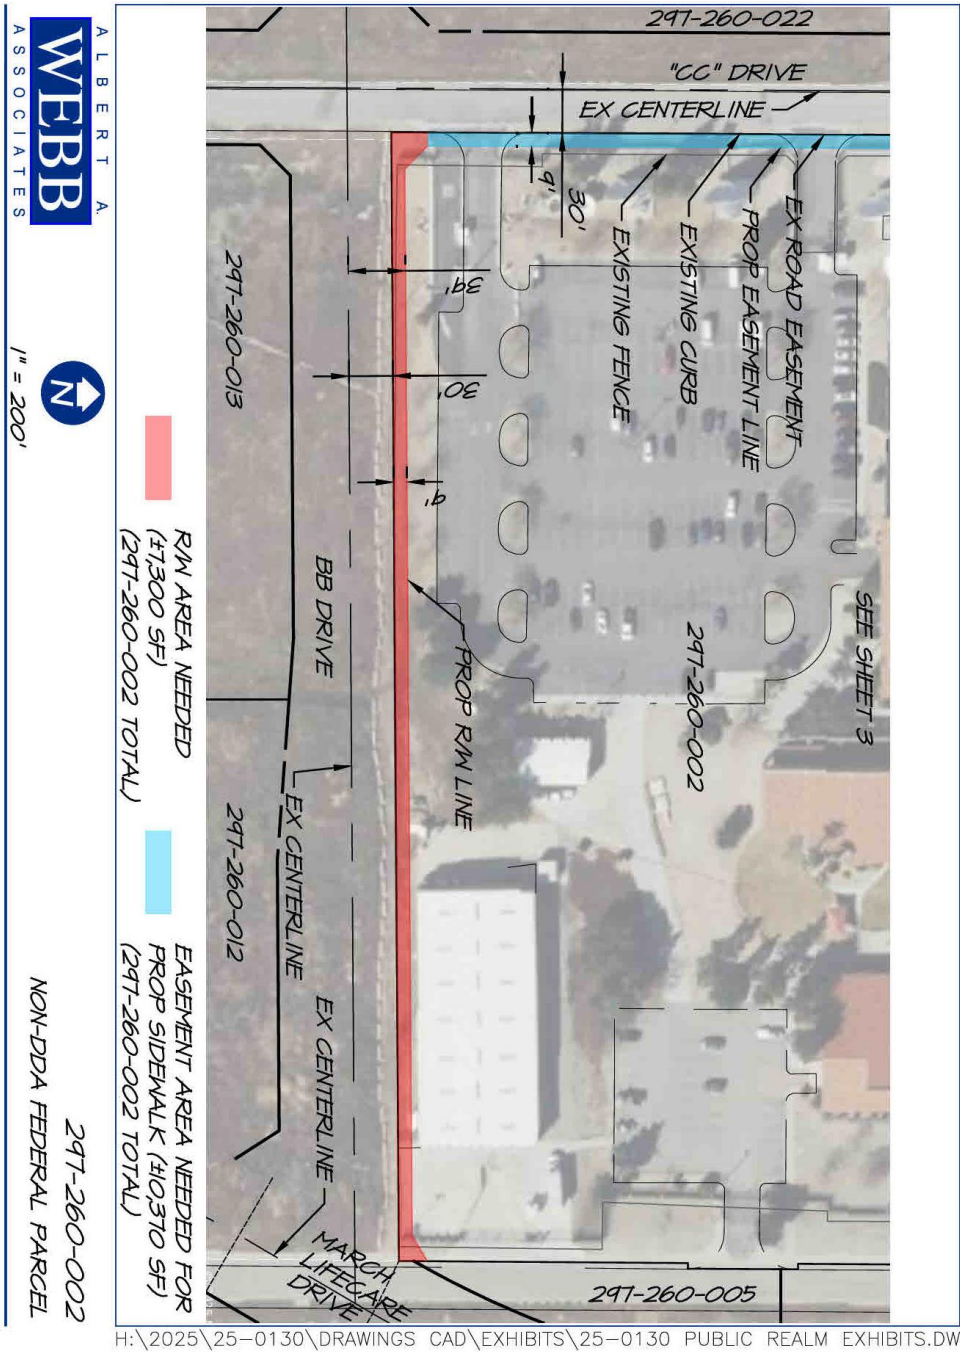 297-260-022
"CC" DRIVE
EX CENTERLINE
9'
30'
EX ROAD EASEMENT
PROP EASEMENT LINE
EXISTING CURB
EXISTING FENCE
39'
30'
9'
297-260-013
BB DRIVE
PROP R/W LINE
297-260-002
SEE SHEET 3
EX CENTERLINE
297-260-012
EX CENTERLINE
MARCH
LIFECARE
DRIVE
297-260-005
ALBERT A.
WEBB
ASSOCIATES
N
1" = 200'
R/W AREA NEEDED
(±7,300 SF)
(297-260-002 TOTAL)
EASEMENT AREA NEEDED FOR
PROP SIDEWALK (±10,370 SF)
(297-260-002 TOTAL)
297-260-002
NON-DDA FEDERAL PARCEL
H:\2025\25-0130\DRAWINGS CAD\EXHIBITS\25-0130 PUBLIC REALM EXHIBITS.DW